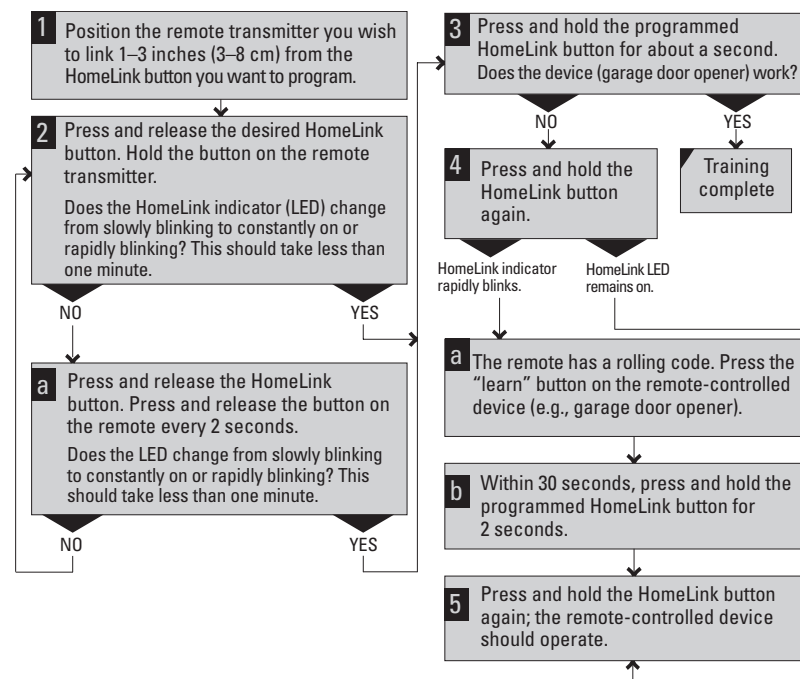 1 Position the remote transmitter you wish
to link 1–3 inches (3–8 cm) from the
HomeLink button you want to program.
2 Press and release the desired HomeLink
button. Hold the button on the remote
transmitter.
Does the HomeLink indicator (LED) change
from slowly blinking to constantly on or
rapidly blinking? This should take less than
one minute.
NO YES
a Press and release the HomeLink
button. Press and release the button on
the remote every 2 seconds.
Does the LED change from slowly blinking
to constantly on or rapidly blinking? This
should take less than one minute.
NO YES
3 Press and hold the programmed
HomeLink button for about a second.
Does the device (garage door opener) work?
NO YES
4 Press and hold the
HomeLink button
again.
Training
complete
HomeLink indicator
rapidly blinks.
HomeLink LED
remains on.
a The remote has a rolling code. Press the
“learn” button on the remote-controlled
device (e.g., garage door opener).
b Within 30 seconds, press and hold the
programmed HomeLink button for
2 seconds.
5 Press and hold the HomeLink button
again; the remote-controlled device
should operate.